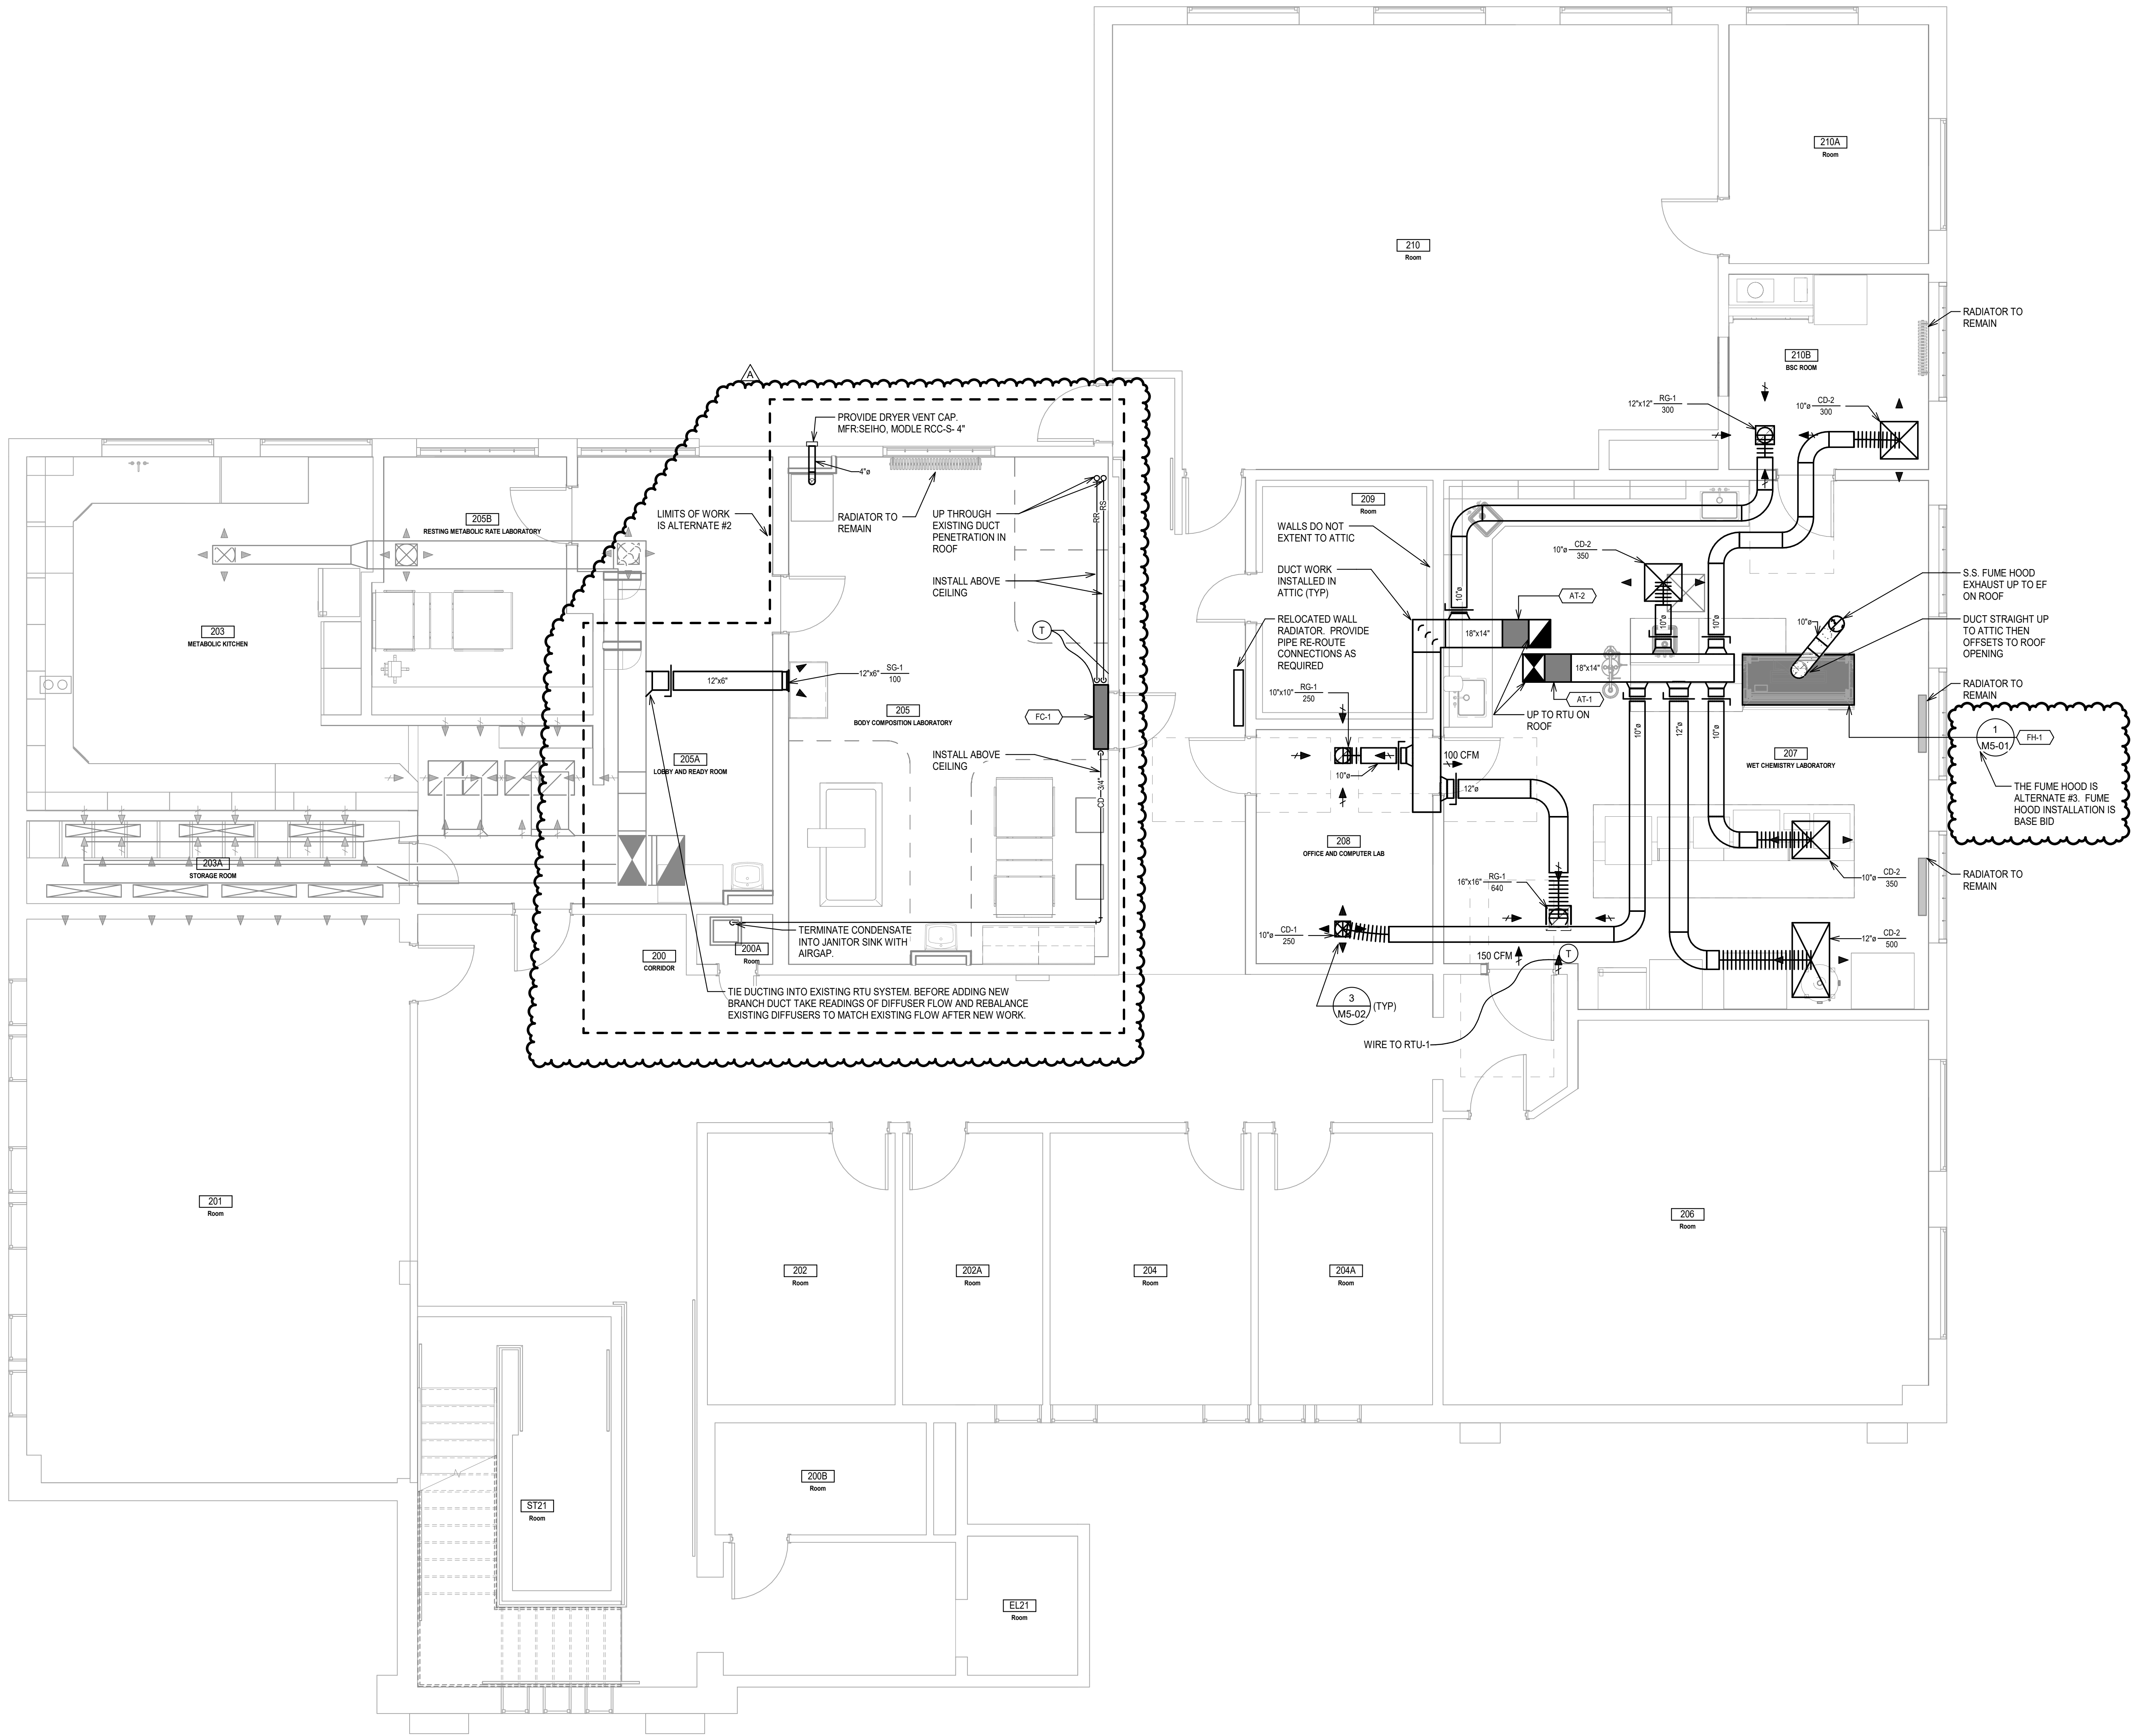 210A
Room
210
Room
RADIATOR TO
REMAIN
210B
BSC ROOM
A
12"x12" RG-1
300
10"ø CD-2
300
PROVIDE DRYER VENT CAP.
MFR:SEIHO, MODLE RCC-S- 4"
4"ø
LIMITS OF WORK
IS ALTERNATE #2
RADIATOR TO
REMAIN
UP THROUGH
EXISTING DUCT
PENETRATION IN
ROOF
RR
RS
205B
RESTING METABOLIC RATE LABORATORY
209
Room
WALLS DO NOT
EXTENT TO ATTIC
10"ø CD-2
350
DUCT WORK
INSTALLED IN
ATTIC (TYP)
AT-2
INSTALL ABOVE
CEILING
S.S. FUME HOOD
EXHAUST UP TO EF
ON ROOF
DUCT STRAIGHT UP
TO ATTIC THEN
OFFSETS TO ROOF
OPENING
10"ø
10"ø
10"ø
10"ø
203
METABOLIC KITCHEN
T
RELOCATED WALL
RADIATOR. PROVIDE
PIPE RE-ROUTE
CONNECTIONS AS
REQUIRED
18"x14"
18"x14"
12"x6"
12"x6" SG-1
100
10"x10" RG-1
250
AT-1
RADIATOR TO
REMAIN
205
BODY COMPOSITION LABORATORY
FC-1
UP TO RTU ON
ROOF
10"ø
12"ø
10"ø
1
M5-01
FH-1
205A
LOBBY AND READY ROOM
INSTALL ABOVE
CEILING
100 CFM
207
WET CHEMISTRY LABORATORY
10"ø
12"ø
CD
3/4"
THE FUME HOOD IS
ALTERNATE #3. FUME
HOOD INSTALLATION IS
BASE BID
208
OFFICE AND COMPUTER LAB
203A
STORAGE ROOM
16"x16" RG-1
640
10"ø CD-2
350
RADIATOR TO
REMAIN
TERMINATE CONDENSATE
INTO JANITOR SINK WITH
AIRGAP.
10"ø CD-1
250
12"ø CD-2
500
200A
Room
200
CORRIDOR
150 CFM
T
TIE DUCTING INTO EXISTING RTU SYSTEM. BEFORE ADDING NEW
BRANCH DUCT TAKE READINGS OF DIFFUSER FLOW AND REBALANCE
EXISTING DIFFUSERS TO MATCH EXISTING FLOW AFTER NEW WORK.
3
M5-02
(TYP)
WIRE TO RTU-1
201
Room
206
Room
202
Room
202A
Room
204
Room
204A
Room
200B
Room
ST21
Room
EL21
Room